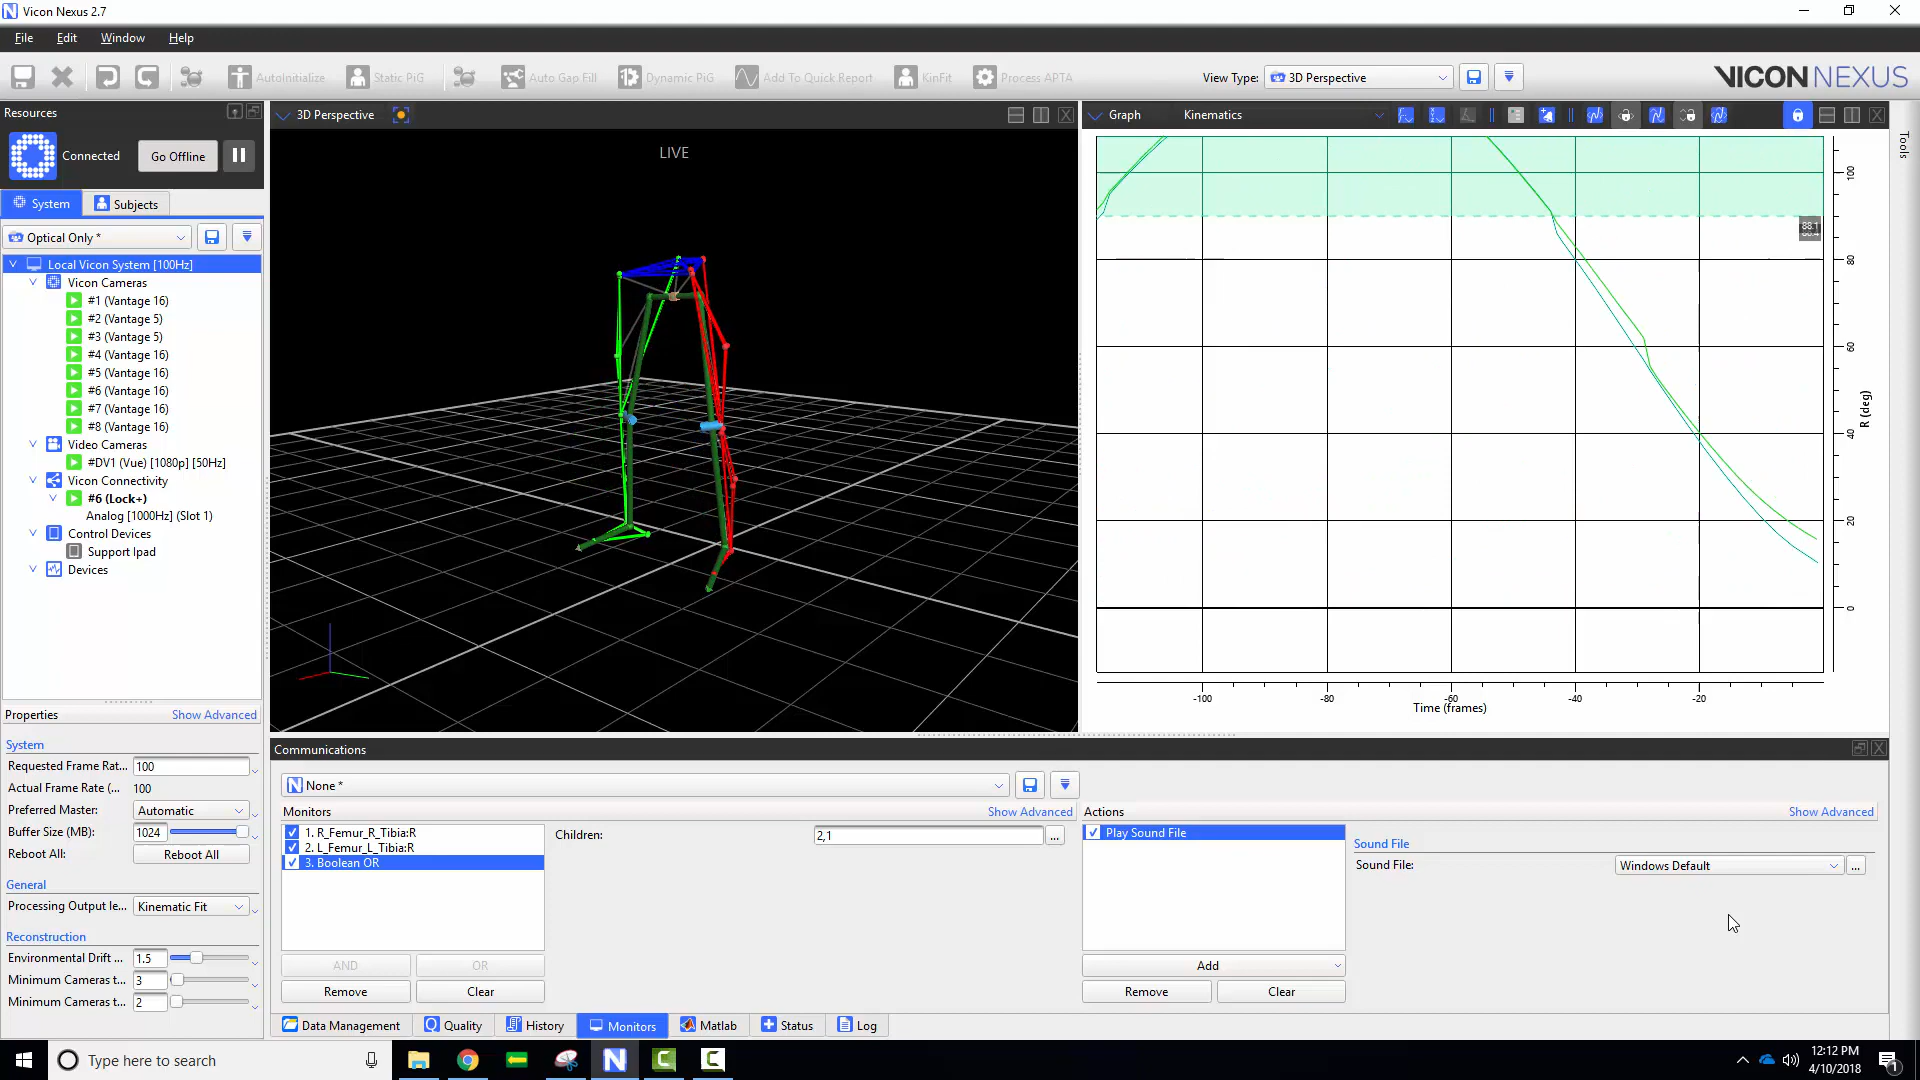 Vicon Nexus 2.7
File Edit Window Help
AutoInitialize Static PiG Auto Gap Fill Dynamic PiG Add To Quick Report KinFit Process APTA View Type: 3D Perspective VICON NEXUS
Resources
Connected Go Offline
System Subjects
Optical Only *
Local Vicon System [100Hz]
Vicon Cameras
#1 (Vantage 16)
#2 (Vantage 5)
#3 (Vantage 5)
#4 (Vantage 16)
#5 (Vantage 16)
#6 (Vantage 16)
#7 (Vantage 16)
#8 (Vantage 16)
Video Cameras
#DV1 (Vue) [1080p] [50Hz]
Vicon Connectivity
#6 (Lock+)
Analog [1000Hz] (Slot 1)
Control Devices
Support Ipad
Devices
Properties Show Advanced
System
Requested Frame Rat... 100
Actual Frame Rate (... 100
Preferred Master: Automatic
Buffer Size (MB): 1024
Reboot All: Reboot All
General
Processing Output le... Kinematic Fit
Reconstruction
Environmental Drift ... 1.5
Minimum Cameras t... 3
Minimum Cameras t... 2
3D Perspective
LIVE
Graph Kinematics
88.1
100
80
60
40
20
0
R (deg)
-100 -80 -60 -40 -20
Time (frames)
Tools
Communications
None *
Monitors Show Advanced
1. R_Femur_R_Tibia:R
2. L_Femur_L_Tibia:R
3. Boolean OR
Children: 2,1 ...
AND OR
Remove Clear
Actions Show Advanced
Play Sound File
Sound File
Sound File: Windows Default ...
Add
Remove Clear
Data Management Quality History Monitors Matlab Status Log
Type here to search
12:12 PM
4/10/2018
1